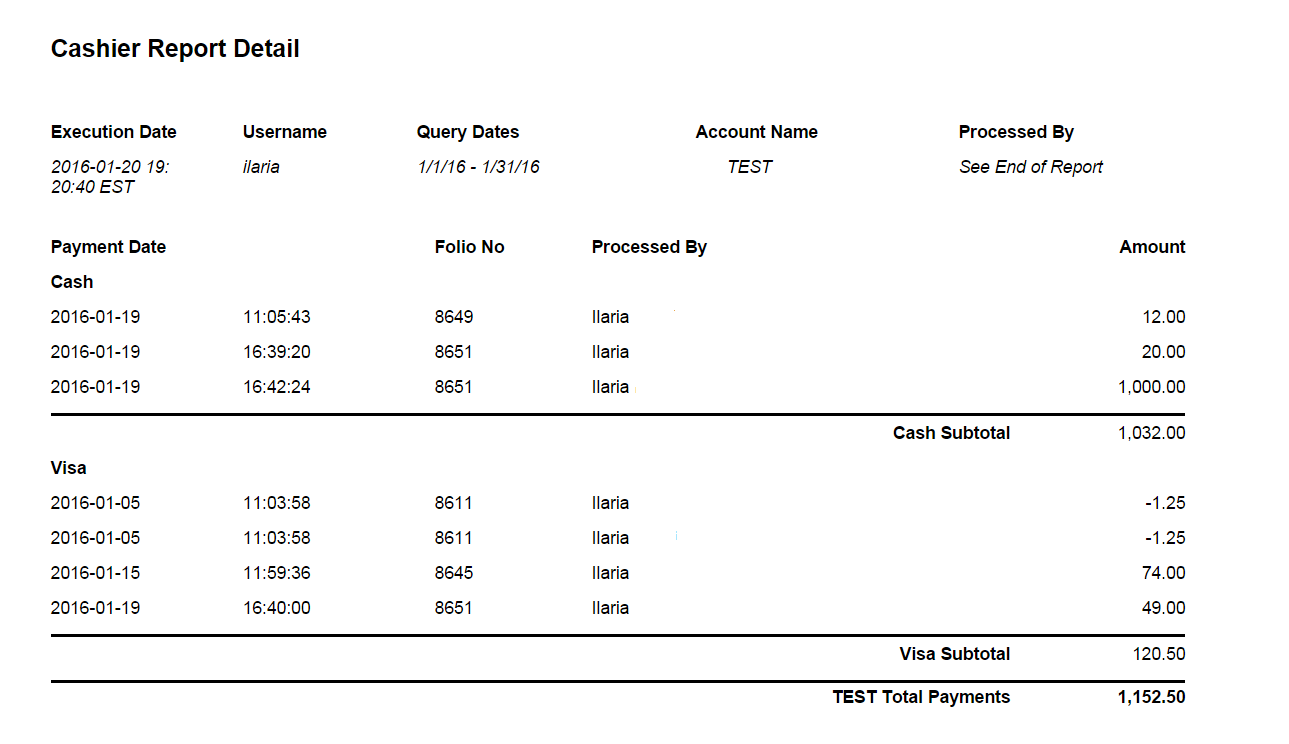 Cashier Report Detail
Execution Date Username Query Dates Account Name Processed By
2016-01-20 19: ilaria 1/1/16 - 1/31/16 TEST See End of Report
20:40 EST
Payment Date Folio No Processed By Amount
Cash
2016-01-19 11:05:43 8649 Ilaria 12.00
2016-01-19 16:39:20 8651 Ilaria 20.00
2016-01-19 16:42:24 8651 Ilaria 1,000.00
Cash Subtotal 1,032.00
Visa
2016-01-05 11:03:58 8611 Ilaria -1.25
2016-01-05 11:03:58 8611 Ilaria -1.25
2016-01-15 11:59:36 8645 Ilaria 74.00
2016-01-19 16:40:00 8651 Ilaria 49.00
Visa Subtotal 120.50
TEST Total Payments 1,152.50